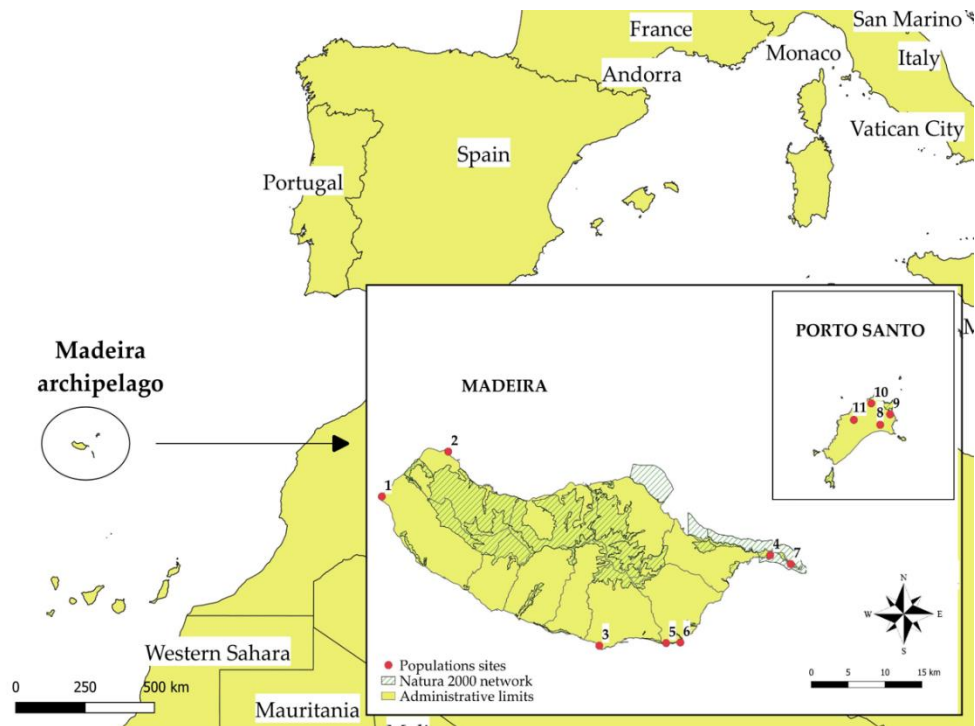 San Marino
France
Monaco
Italy
Andorra
Vatican City
Spain
Portugal
PORTO SANTO
Madeira
archipelago
MADEIRA
10
11
9
8
2
1
4
7
N
W
E
S
3
5
6
Western Sahara
Populations sites
Natura 2000 network
Administrative limits
0
250
500 km
0
5
10
15 km
Mauritania